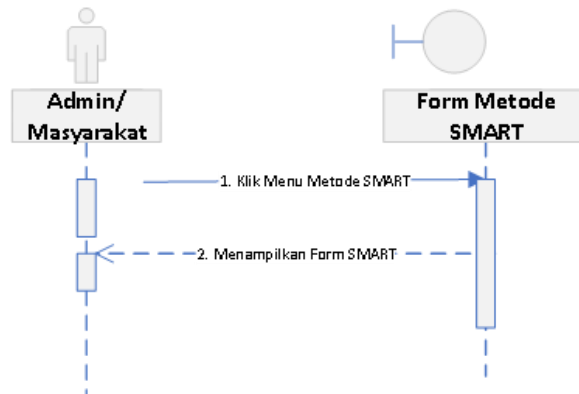 Admin/
Masyarakat
Form Metode
SMART
1. Klik Menu Metode SMART
2. Menampilkan Form SMART